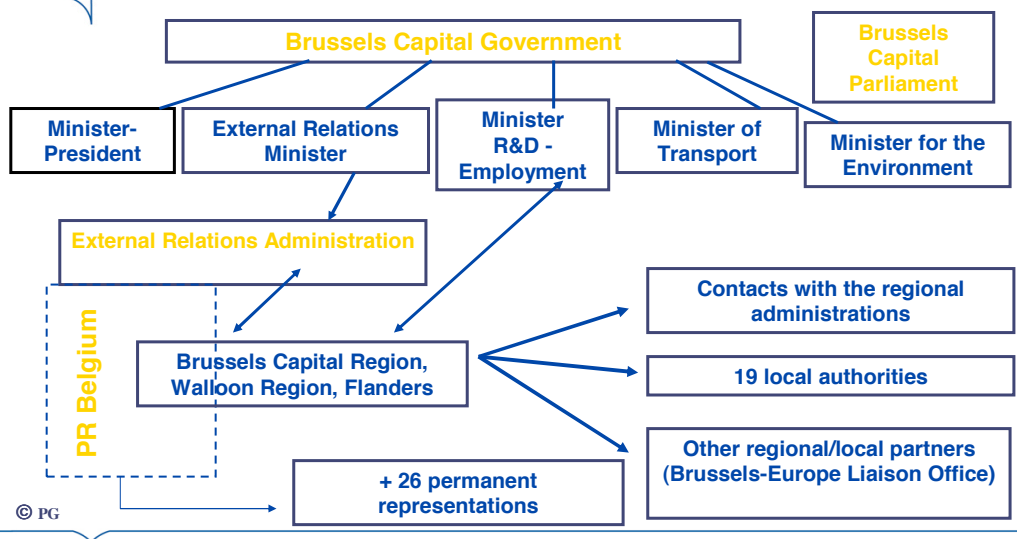 Brussels Capital Government
Brussels
Capital
Parliament
Minister-
President
External Relations
Minister
Minister
R&D -
Employment
Minister of
Transport
Minister for the
Environment
External Relations Administration
PR Belgium
Brussels Capital Region,
Walloon Region, Flanders
Contacts with the regional
administrations
19 local authorities
Other regional/local partners
(Brussels-Europe Liaison Office)
+ 26 permanent
representations
© PG